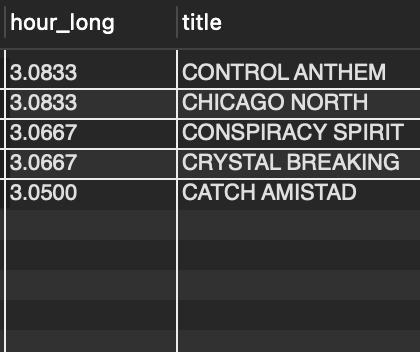 hour_long title
3.0833 CONTROL ANTHEM
3.0833 CHICAGO NORTH
3.0667 CONSPIRACY SPIRIT
3.0667 CRYSTAL BREAKING
3.0500 CATCH AMISTAD